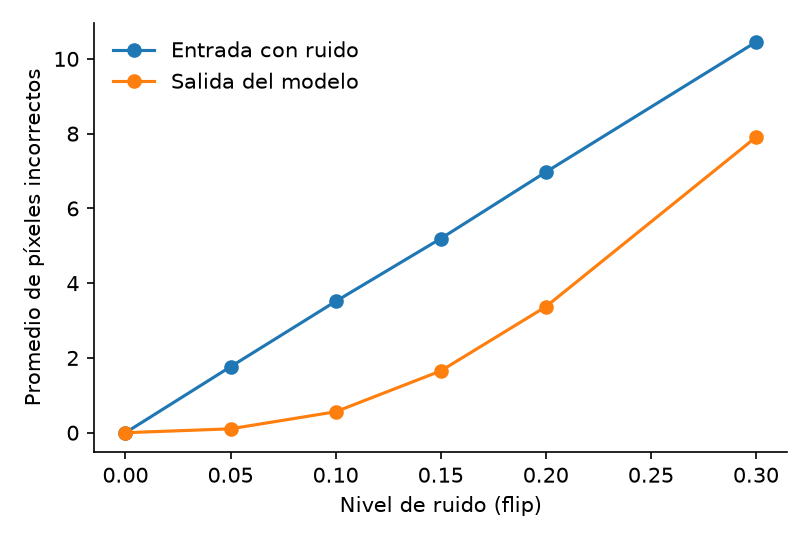 Entrada con ruido
Salida del modelo
Promedio de píxeles incorrectos
10
8
6
4
2
0
0.00 0.05 0.10 0.15 0.20 0.25 0.30
Nivel de ruido (flip)